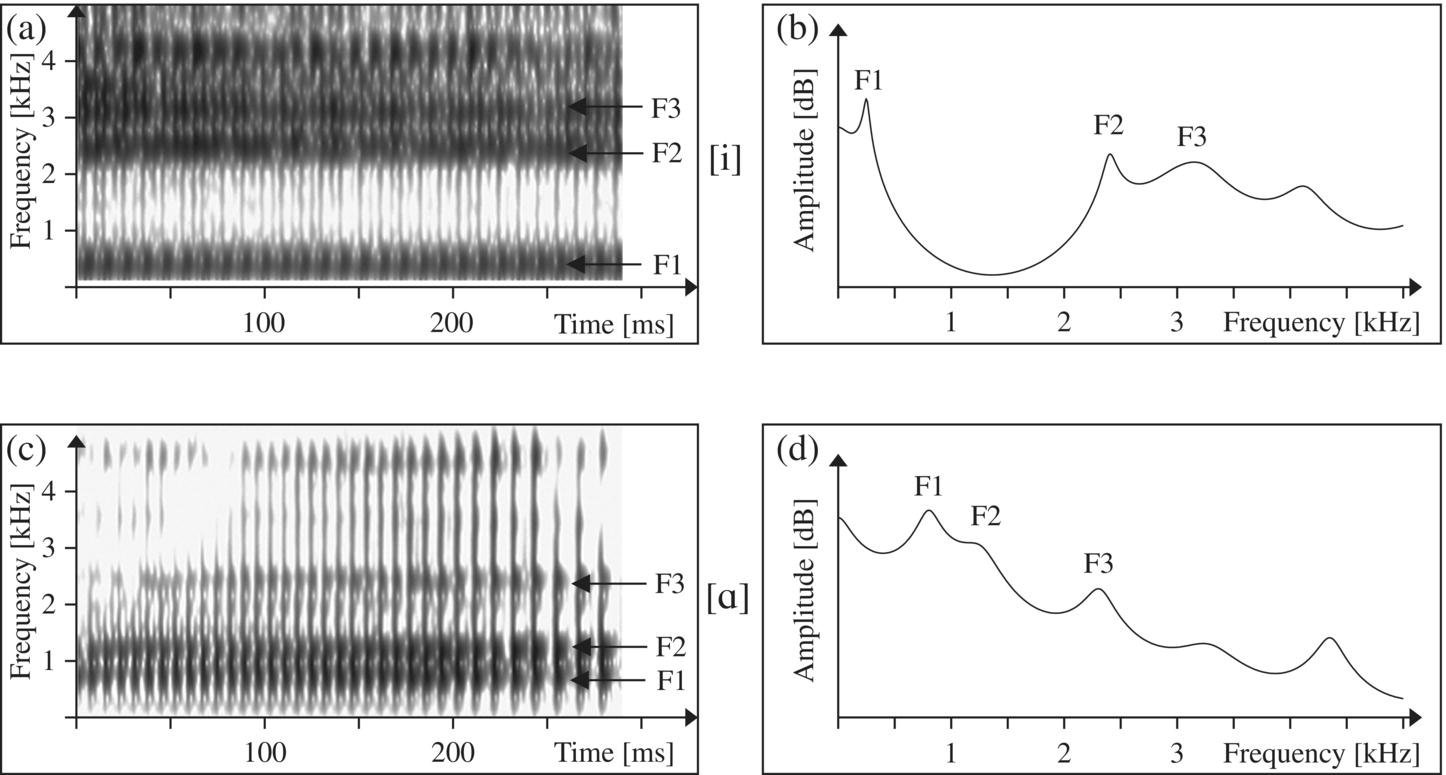 (a)
Frequency [kHz]
4
3
2
1
F3
F2
F1
100 200 Time [ms]
[i]
(b)
Amplitude [dB]
F1
F2
F3
1 2 3 Frequency [kHz]
(c)
Frequency [kHz]
4
3
2
1
F3
F2
F1
100 200 Time [ms]
[ɑ]
(d)
Amplitude [dB]
F1
F2
F3
1 2 3 Frequency [kHz]